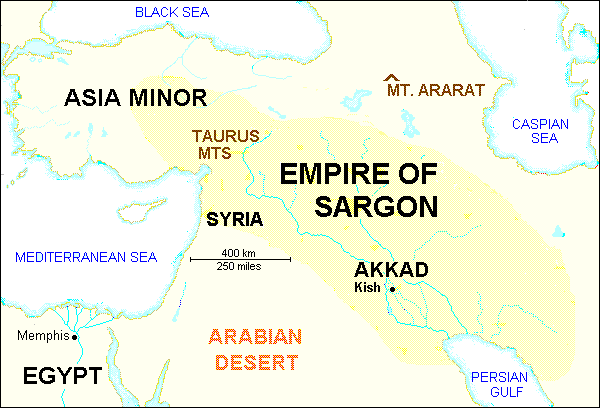 BLACK SEA
ASIA MINOR
MT. ARARAT
TAURUS
MTS
CASPIAN
SEA
EMPIRE OF
SARGON
SYRIA
400 km
250 miles
MEDITERRANEAN SEA
AKKAD
Kish
Memphis
ARABIAN
DESERT
EGYPT
PERSIAN
GULF